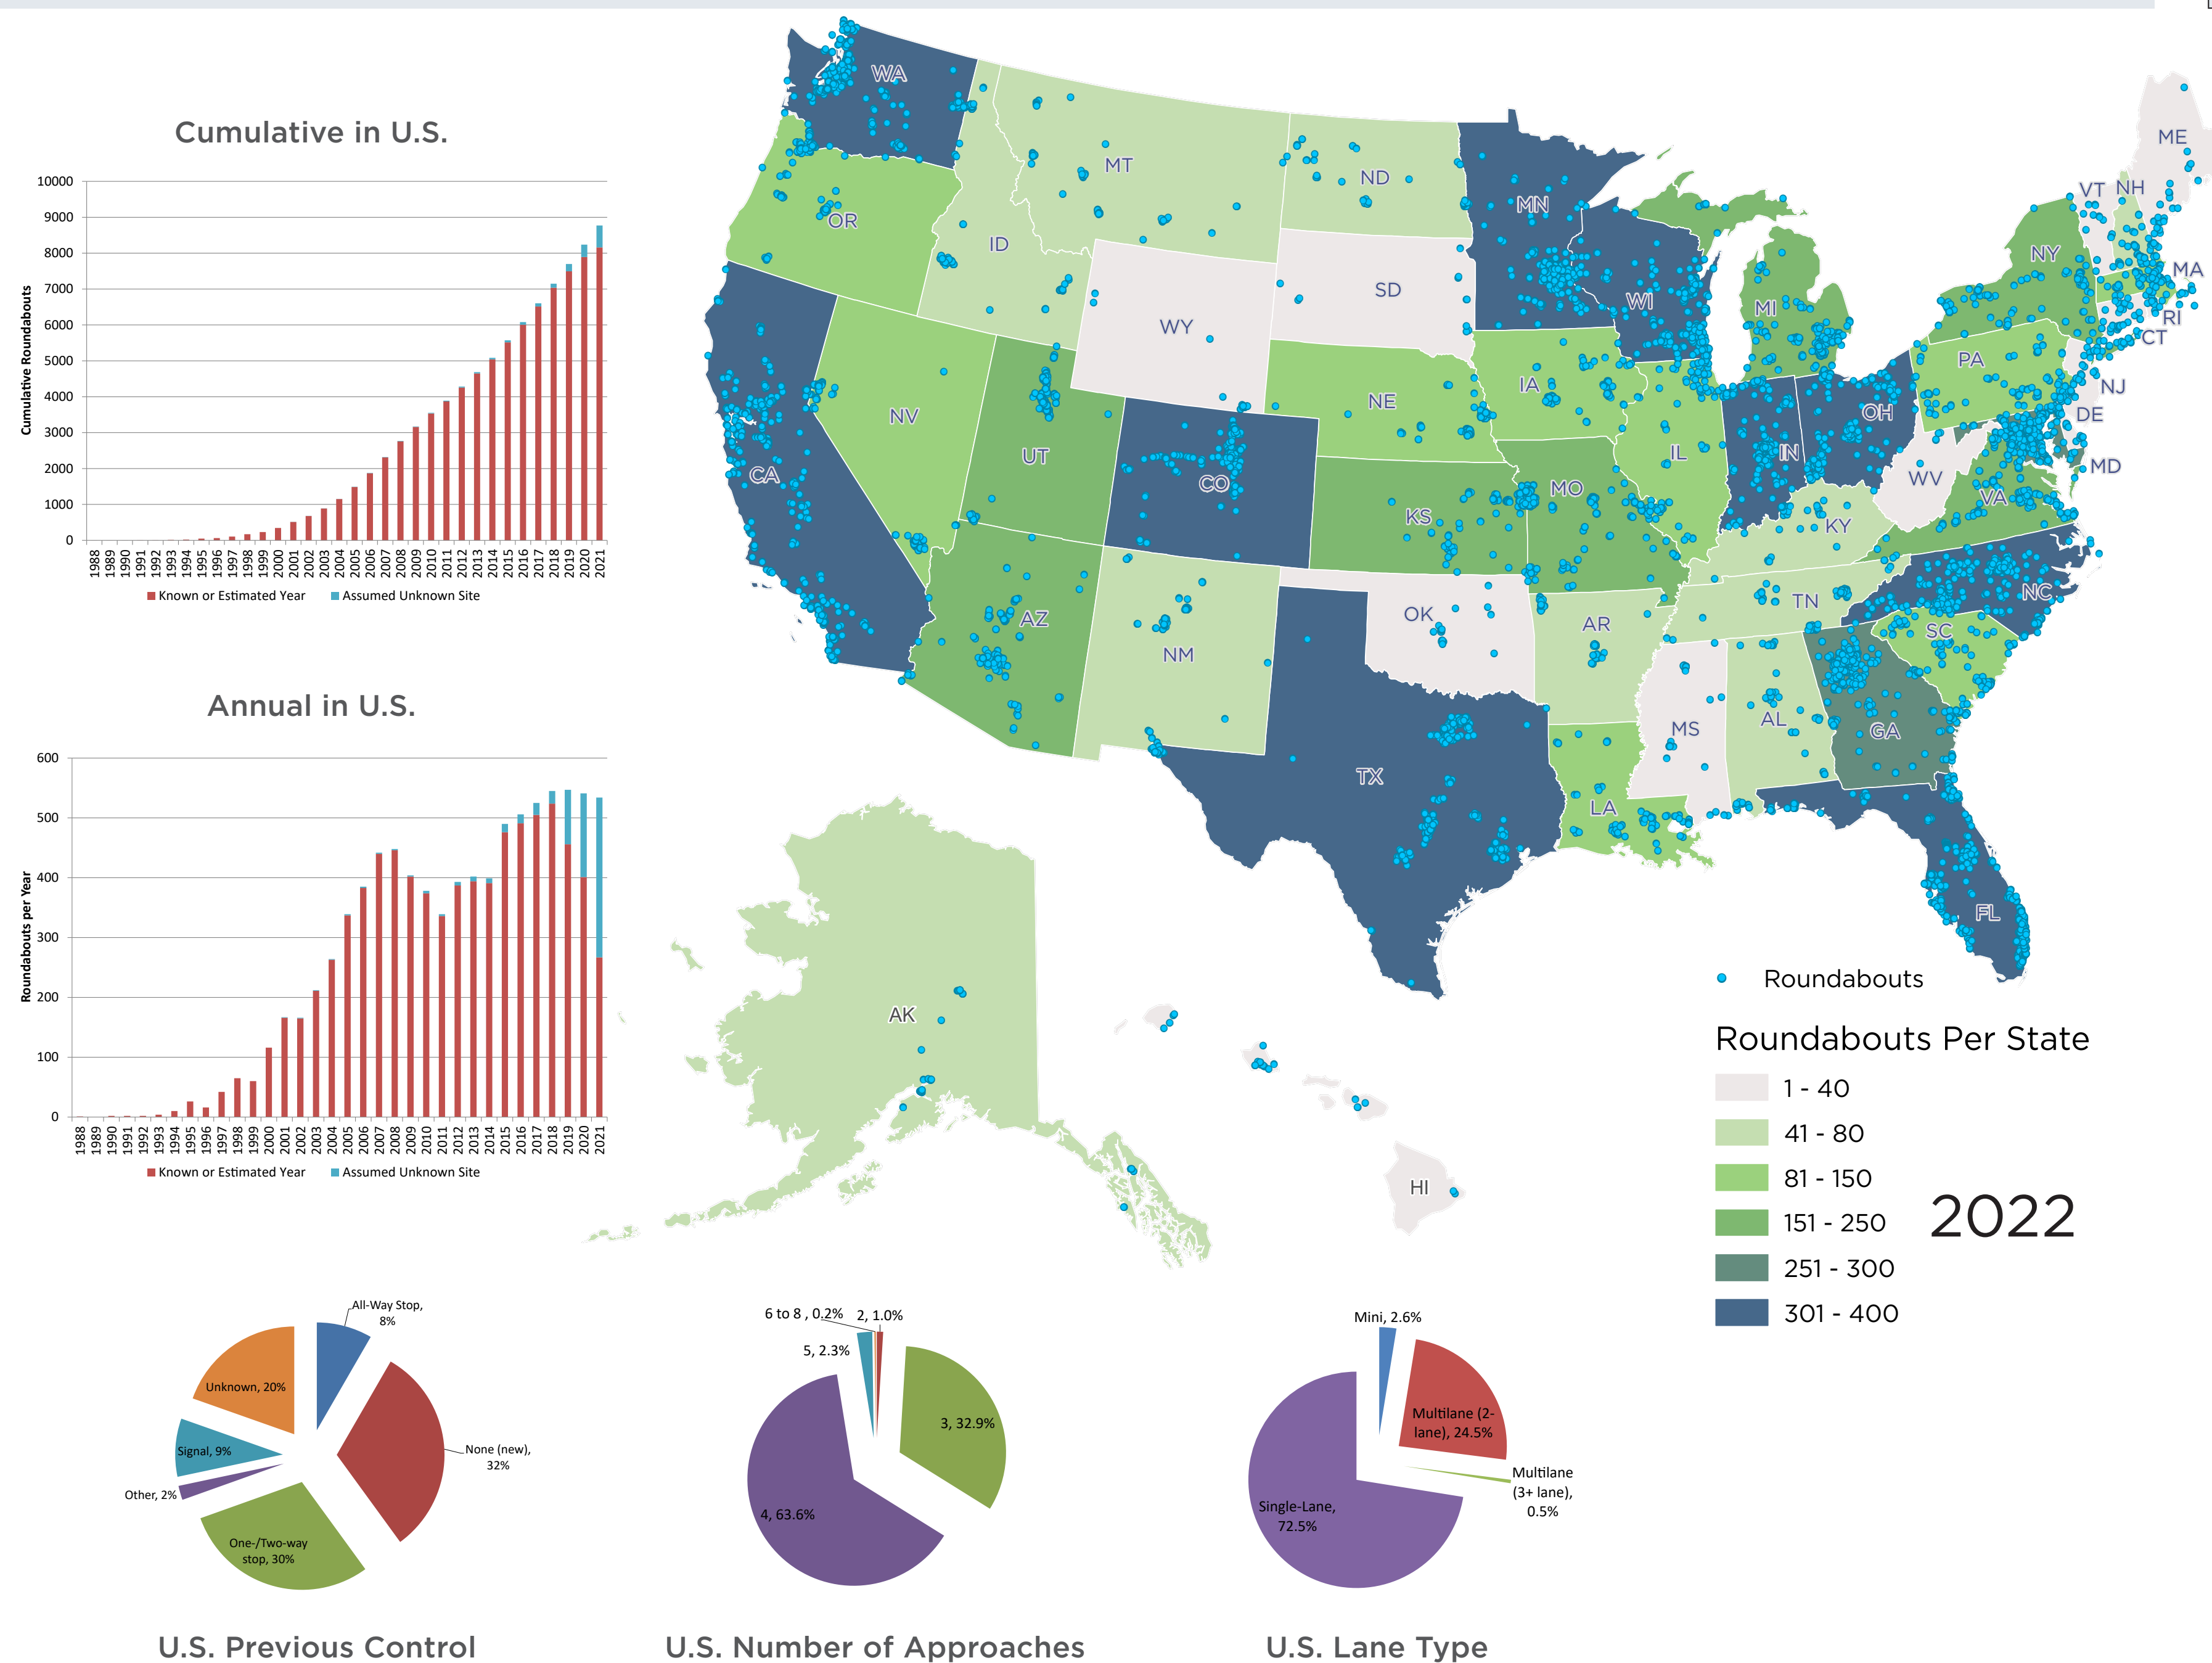 Cumulative in U.S.
Cumulative Roundabouts
10000
9000
8000
7000
6000
5000
4000
3000
2000
1000
0
1988 1989 1990 1991 1992 1993 1994 1995 1996 1997 1998 1999 2000 2001 2002 2003 2004 2005 2006 2007 2008 2009 2010 2011 2012 2013 2014 2015 2016 2017 2018 2019 2020 2021
Known or Estimated Year Assumed Unknown Site
Annual in U.S.
Roundabouts per Year
600
500
400
300
200
100
0
1988 1989 1990 1991 1992 1993 1994 1995 1996 1997 1998 1999 2000 2001 2002 2003 2004 2005 2006 2007 2008 2009 2010 2011 2012 2013 2014 2015 2016 2017 2018 2019 2020 2021
Known or Estimated Year Assumed Unknown Site
WA
ME
MT
ND
VT NH
MN
OR
ID
NY
MA
SD
WI
MI
RI
WY
CT
PA
IA
NJ
NE
NV
OH
DE
UT
IL
IN
CO
MD
CA
WV
MO
VA
KS
KY
NC
TN
OK
AZ
AR
SC
NM
MS
AL
GA
TX
LA
FL
AK
HI
Roundabouts
Roundabouts Per State
1 - 40
41 - 80
81 - 150
151 - 250
251 - 300
301 - 400
2022
All-Way Stop,
8%
None (new),
32%
One-/Two-way
stop, 30%
Other, 2%
Signal, 9%
Unknown, 20%
U.S. Previous Control
6 to 8 , 0.2%
2, 1.0%
5, 2.3%
3, 32.9%
4, 63.6%
U.S. Number of Approaches
Mini, 2.6%
Multilane (2-
lane), 24.5%
Multilane
(3+ lane),
0.5%
Single-Lane,
72.5%
U.S. Lane Type